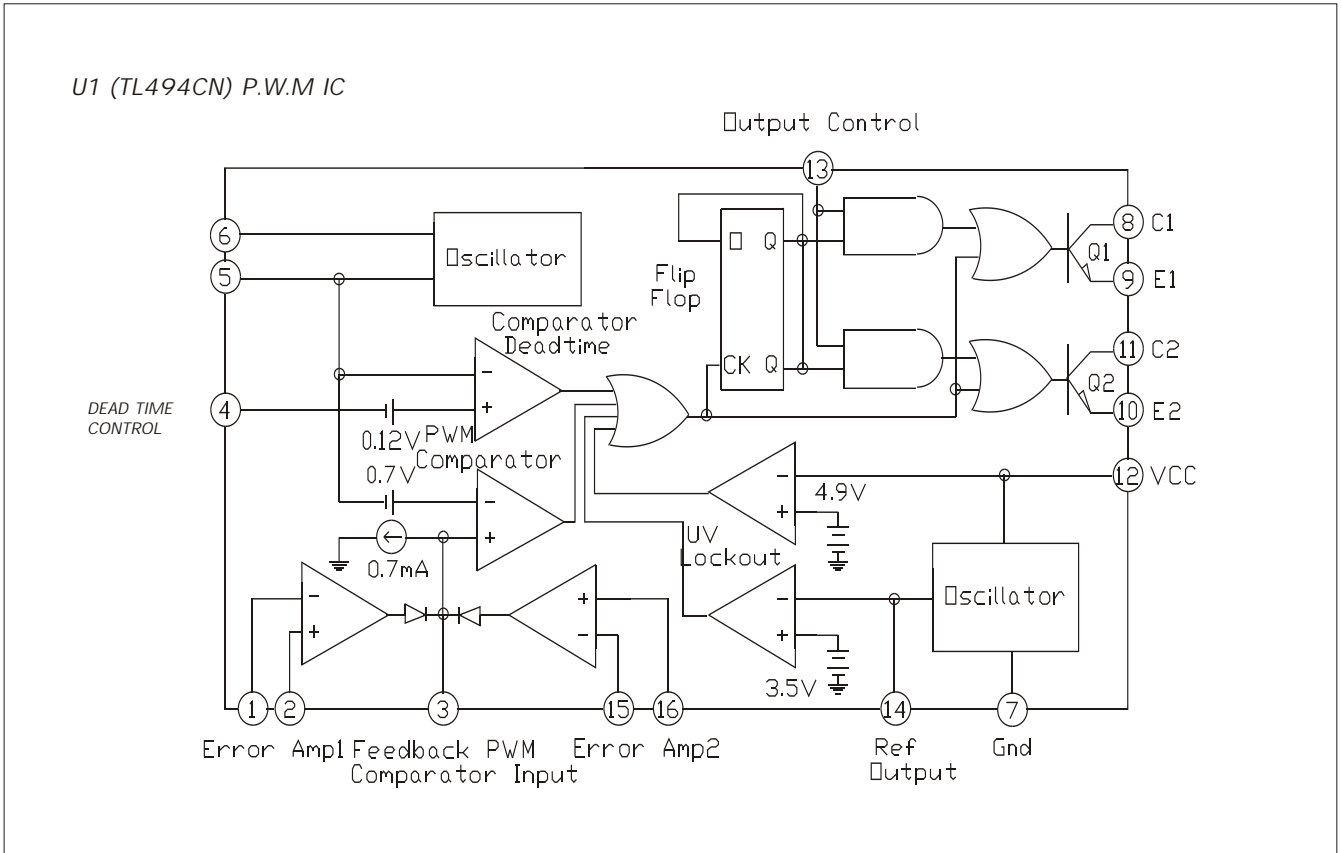 U1 (TL494CN) P.W.M IC
Output Control
13
6
5
Oscillator
Flip
Flop
D Q
CK Q
8 C1
Q1
9 E1
11 C2
Q2
10 E2
Comparator
Deadtime
-
+
DEAD TIME
CONTROL
4
0.12V
PWM
Comparator
0.7V
-
+
0.7mA
12 VCC
4.9V
-
+
UV
Lockout
Oscillator
-
+
3.5V
-
+
+
-
1
2
3
15
16
14
7
Error Amp1
Feedback PWM
Comparator Input
Error Amp2
Ref
Output
Gnd